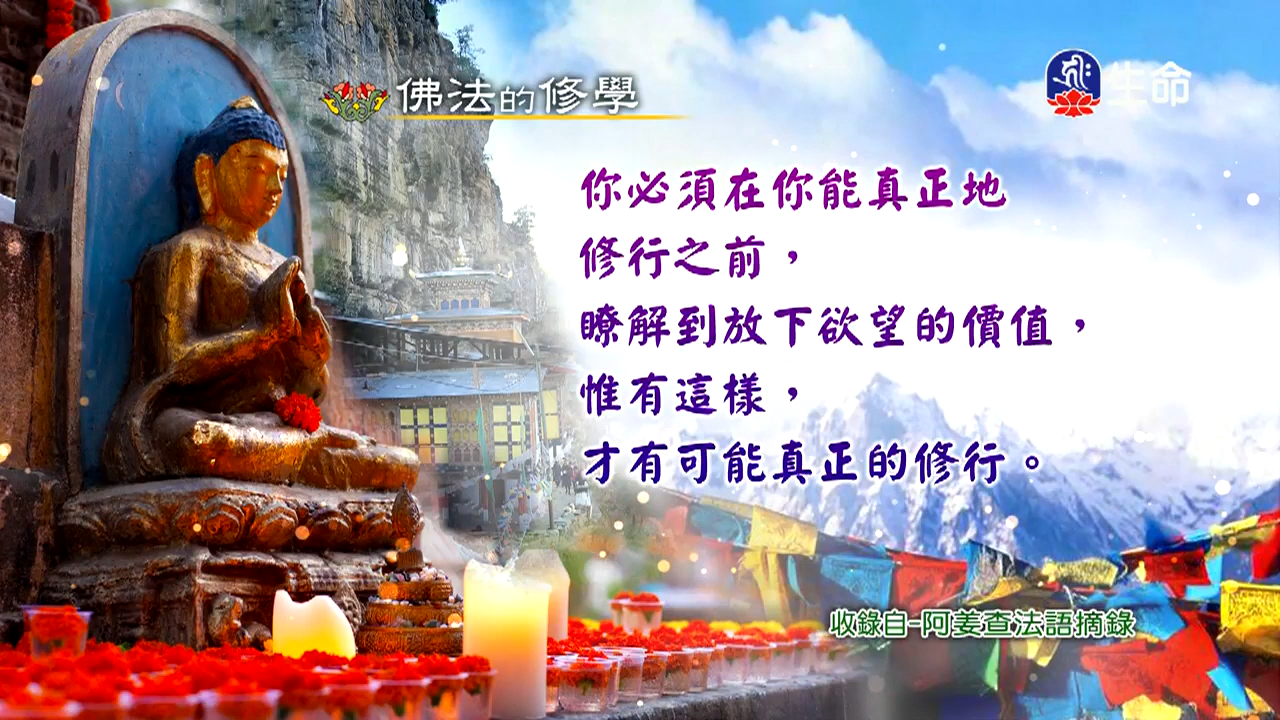 佛法的修學
生命
你必須在你能真正地
修行之前，
瞭解到放下欲望的價值，
惟有這樣，
才有可能真正的修行。
收錄自-阿姜查法語摘錄